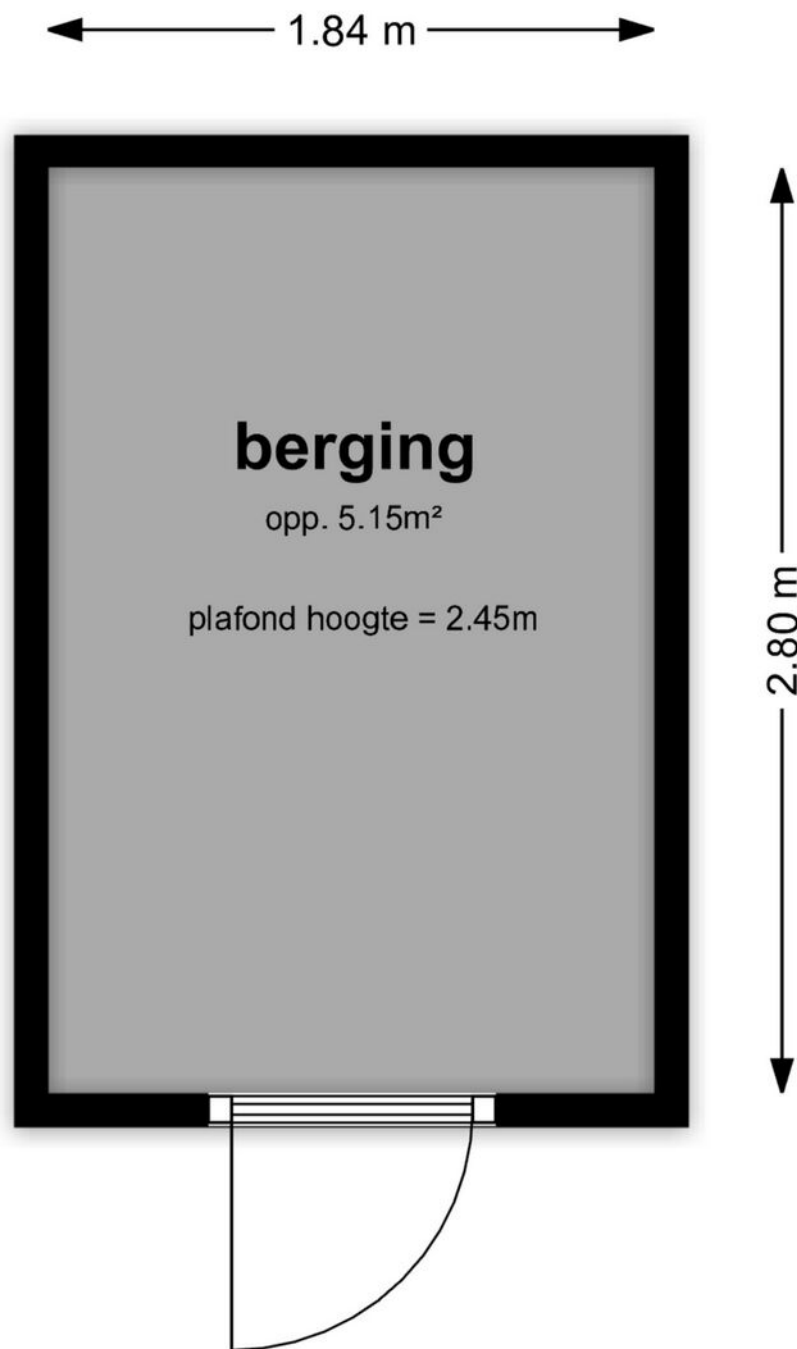 1.84 m
berging
opp. 5.15m²
plafond hoogte = 2.45m
2.80 m